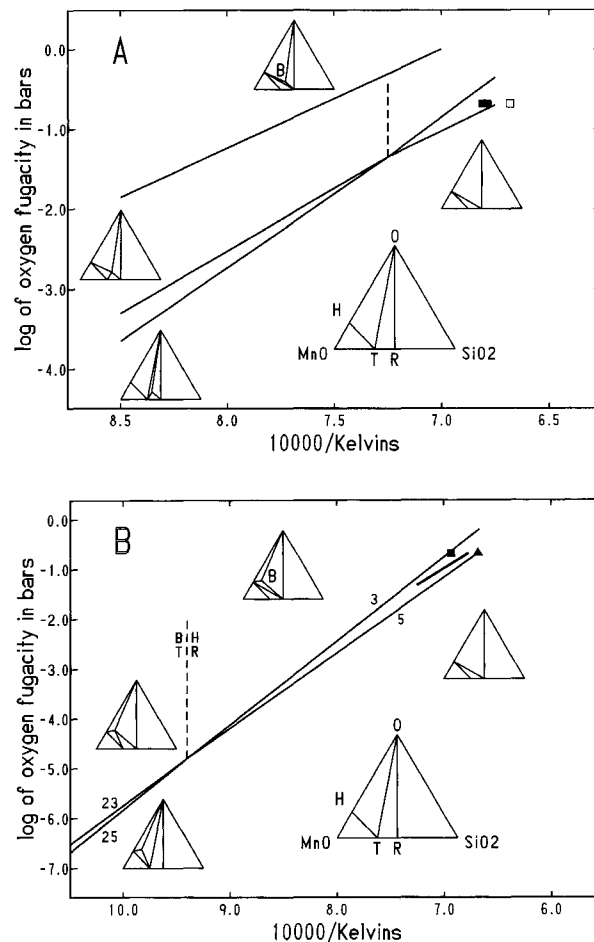 A
B
log of oxygen fugacity in bars
0.0
-1.0
-2.0
-3.0
-4.0
O
H
MnO T R SiO2
8.5 8.0 7.5 7.0 6.5
10000/Kelvins
B
B
log of oxygen fugacity in bars
0.0
-1.0
-2.0
-3.0
-4.0
-5.0
-6.0
-7.0
3
5
B H
T R
23
25
O
H
MnO T R SiO2
10.0 9.0 8.0 7.0 6.0
10000/Kelvins